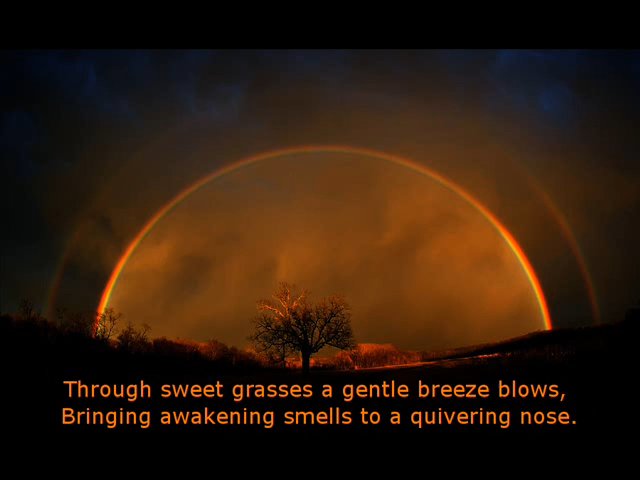 Through sweet grasses a gentle breeze blows,
Bringing awakening smells to a quivering nose.